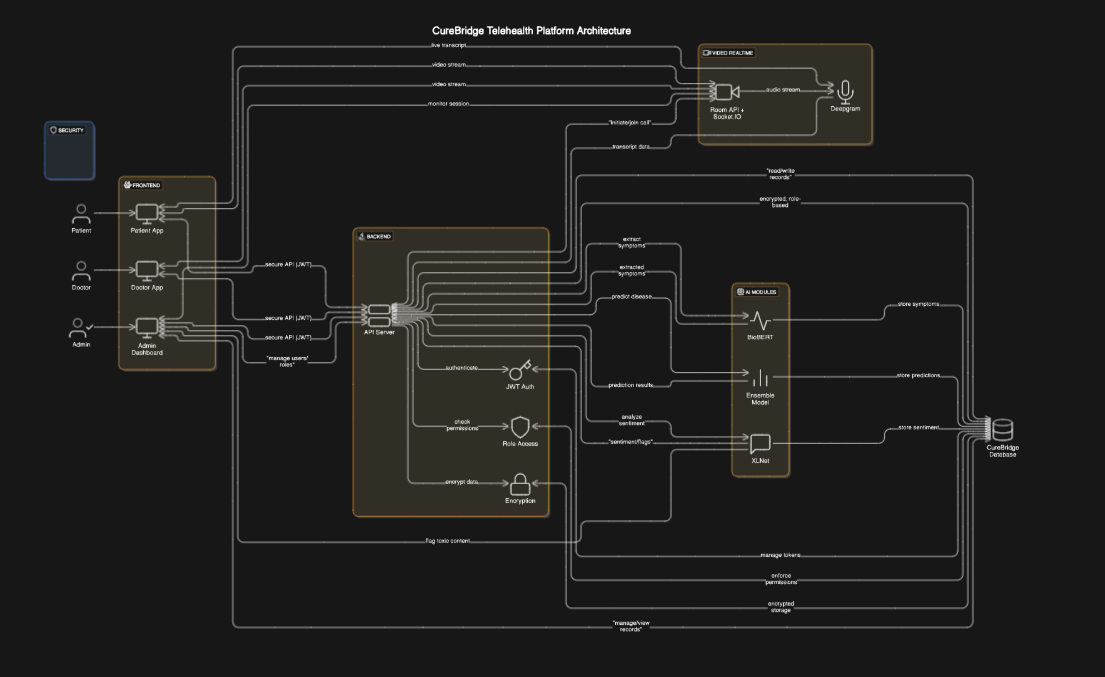 CureBridge Telehealth Platform Architecture
live transcript
video stream
video stream
monitor session
VIDEO REALTIME
Room API +
Socket.IO
audio stream
Deepgram
"initiate/join call"
transcript data
SECURITY
FRONTEND
Patient
Patient App
Doctor
Doctor App
Admin
Admin
Dashboard
secure API (JWT)
secure API (JWT)
secure API (JWT)
"manage users/
roles"
BACKEND
API Server
authenticate
JWT Auth
check
permissions
Role Access
encrypt data
Encryption
"read/write
records"
encrypted, role-
based
extract
symptoms
extracted
symptoms
predict disease
prediction results
analyze
sentiment
"sentiment/flags"
AI MODULES
BioBERT
Ensemble
Model
XLNet
store symptoms
store predictions
store sentiment
CureBridge
Database
flag toxic content
manage tokens
enforce
permissions
encrypted
storage
"manage/view
records"